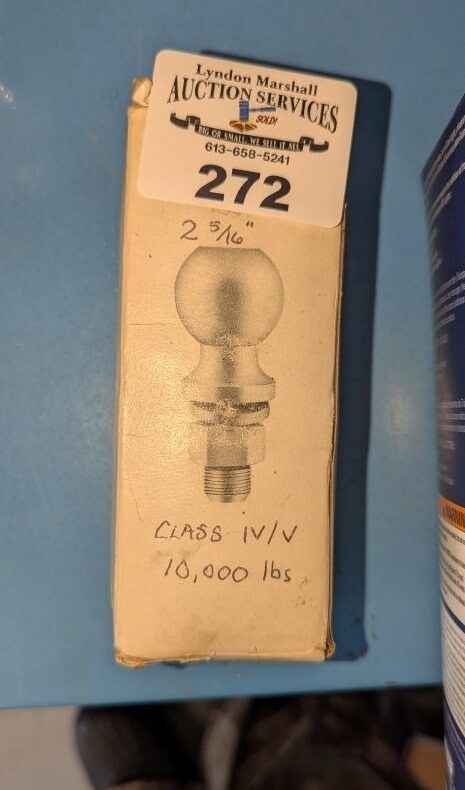 Lyndon Marshall
AUCTION SERVICES
SOLD!
BIG OR SMALL, WE SELL IT ALL
613-658-5241
272
2 5/16"
CLASS IV/V
10,000 lbs